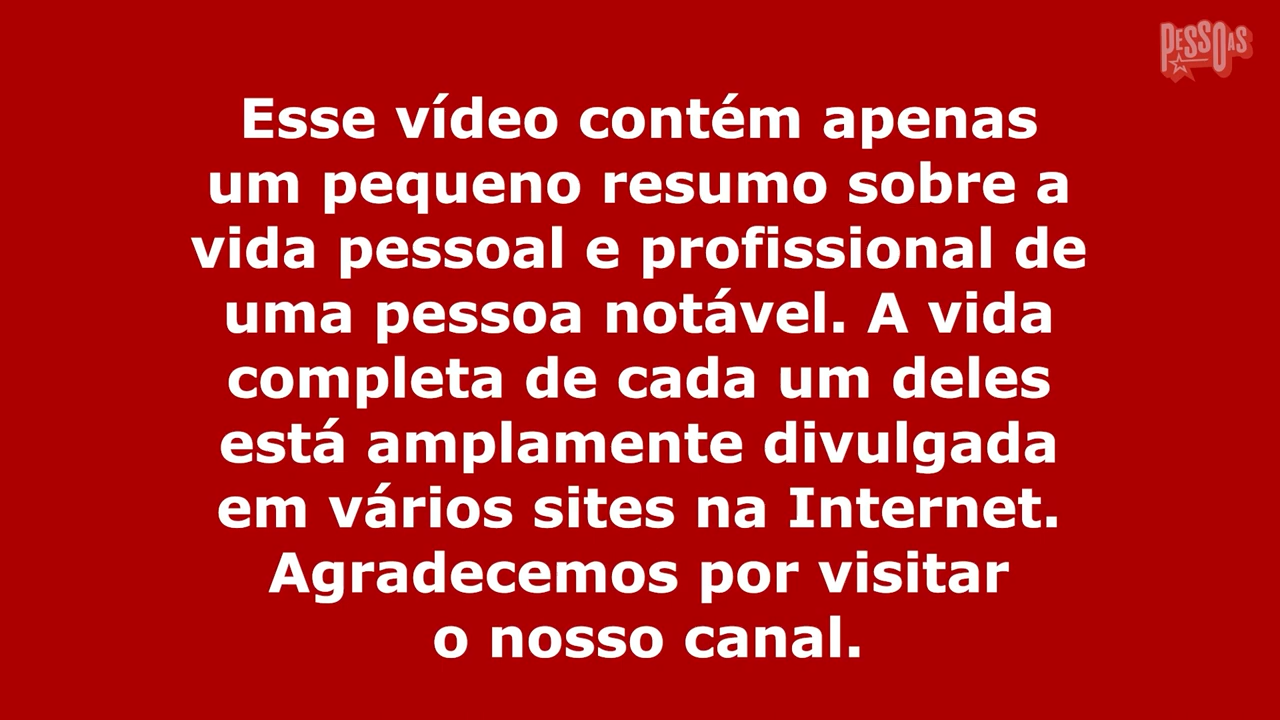 PESSOAS
Esse vídeo contém apenas
um pequeno resumo sobre a
vida pessoal e profissional de
uma pessoa notável. A vida
completa de cada um deles
está amplamente divulgada
em vários sites na Internet.
Agradecemos por visitar
o nosso canal.